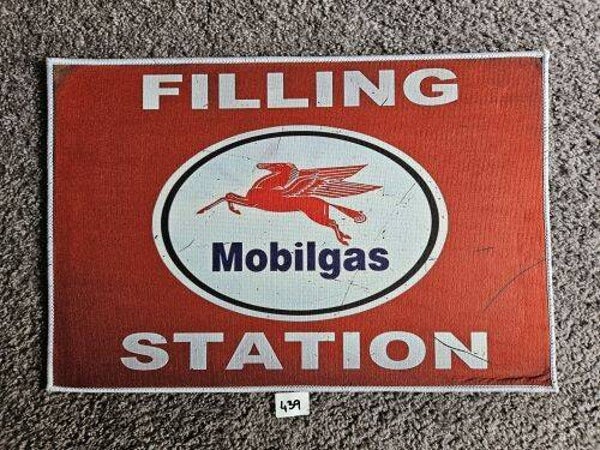 FILLING
Mobilgas
STATION
439